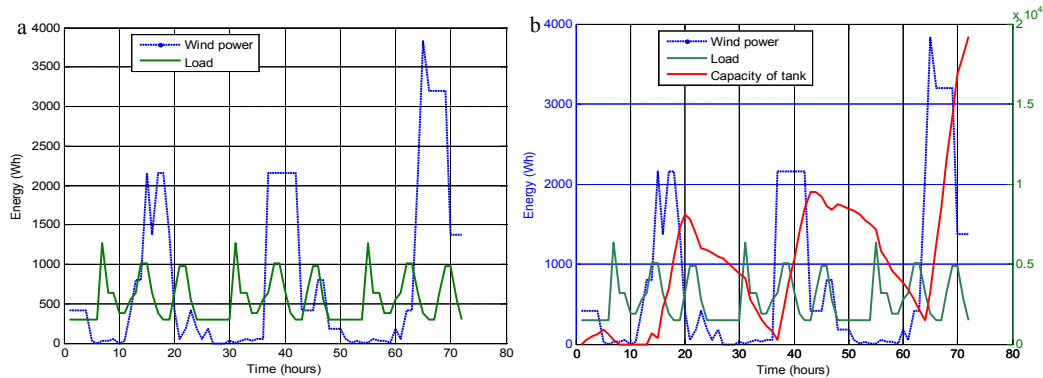 a
Wind power
Load
4000
3500
3000
2500
2000
1500
1000
500
0
0 10 20 30 40 50 60 70 80
Energy (Wh)
Time (hours)
b
Wind power
Load
Capacity of tank
4000
3000
2000
1000
0
0 10 20 30 40 50 60 70 80
Energy (Wh)
Time (hours)
x 10^4
2
1.5
1
0.5
0